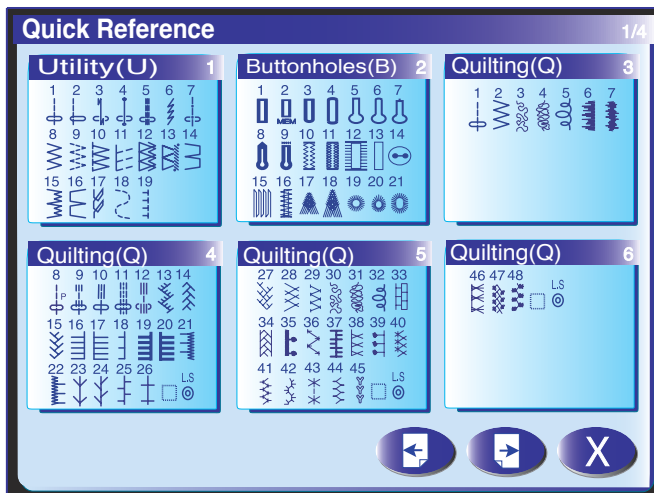 Quick Reference 1/4
Utility(U) 1
1 2 3 4 5 6 7
8 9 10 11 12 13 14
15 16 17 18 19
Buttonholes(B) 2
1 2 3 4 5 6 7
MEM
8 9 10 11 12 13 14
15 16 17 18 19 20 21
Quilting(Q) 3
1 2 3 4 5 6 7
Quilting(Q) 4
8 9 10 11 12 13 14
P
15 16 17 18 19 20 21
22 23 24 25 26
L.S
Quilting(Q) 5
27 28 29 30 31 32 33
34 35 36 37 38 39 40
41 42 43 44 45
L.S
Quilting(Q) 6
46 47 48
L.S
X